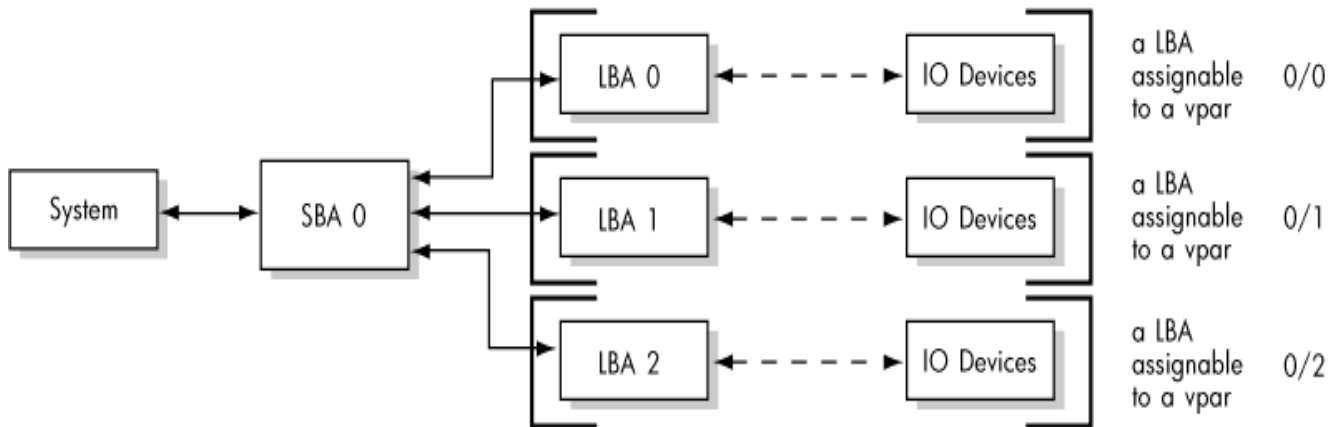 System
SBA 0
LBA 0
IO Devices
a LBA
assignable
to a vpar
0/0
LBA 1
IO Devices
a LBA
assignable
to a vpar
0/1
LBA 2
IO Devices
a LBA
assignable
to a vpar
0/2